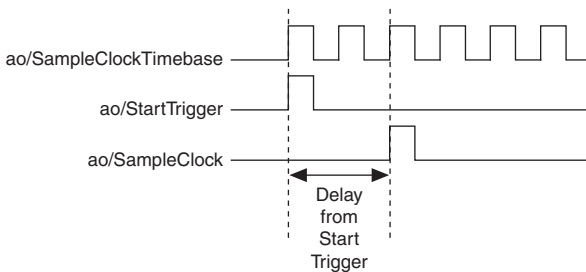 ao/SampleClockTimebase
ao/StartTrigger
ao/SampleClock
Delay
from
Start
Trigger